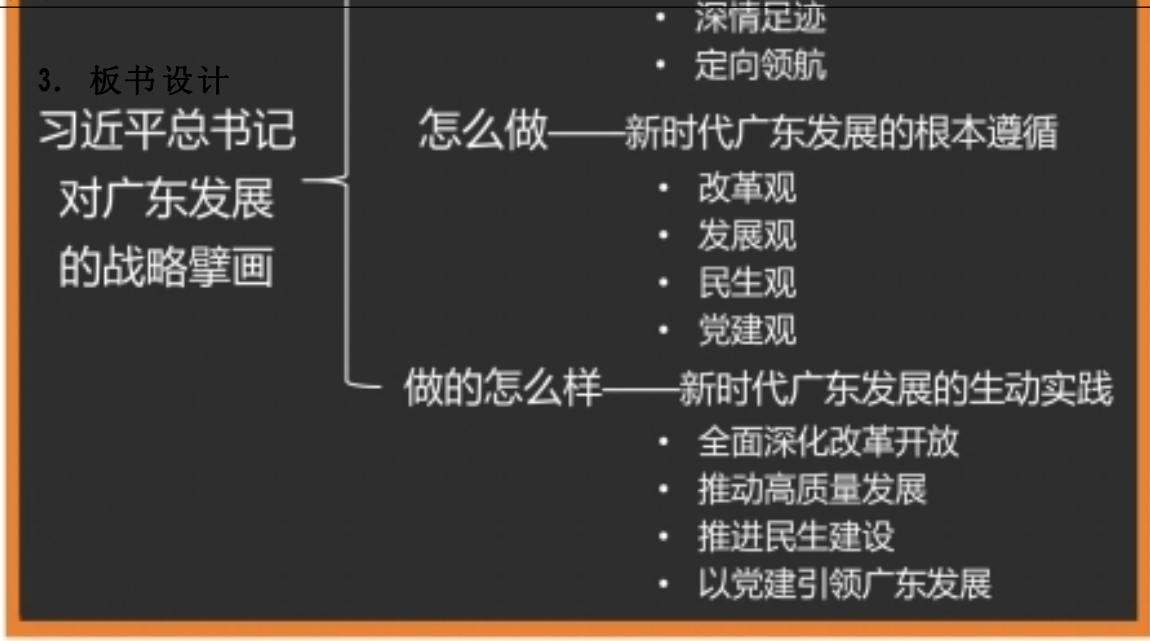 深情足迹
定向领航
3. 板书设计
习近平总书记
对广东发展
的战略擘画
怎么做——新时代广东发展的根本遵循
改革观
发展观
民生观
党建观
做的怎么样——新时代广东发展的生动实践
全面深化改革开放
推动高质量发展
推进民生建设
以党建引领广东发展